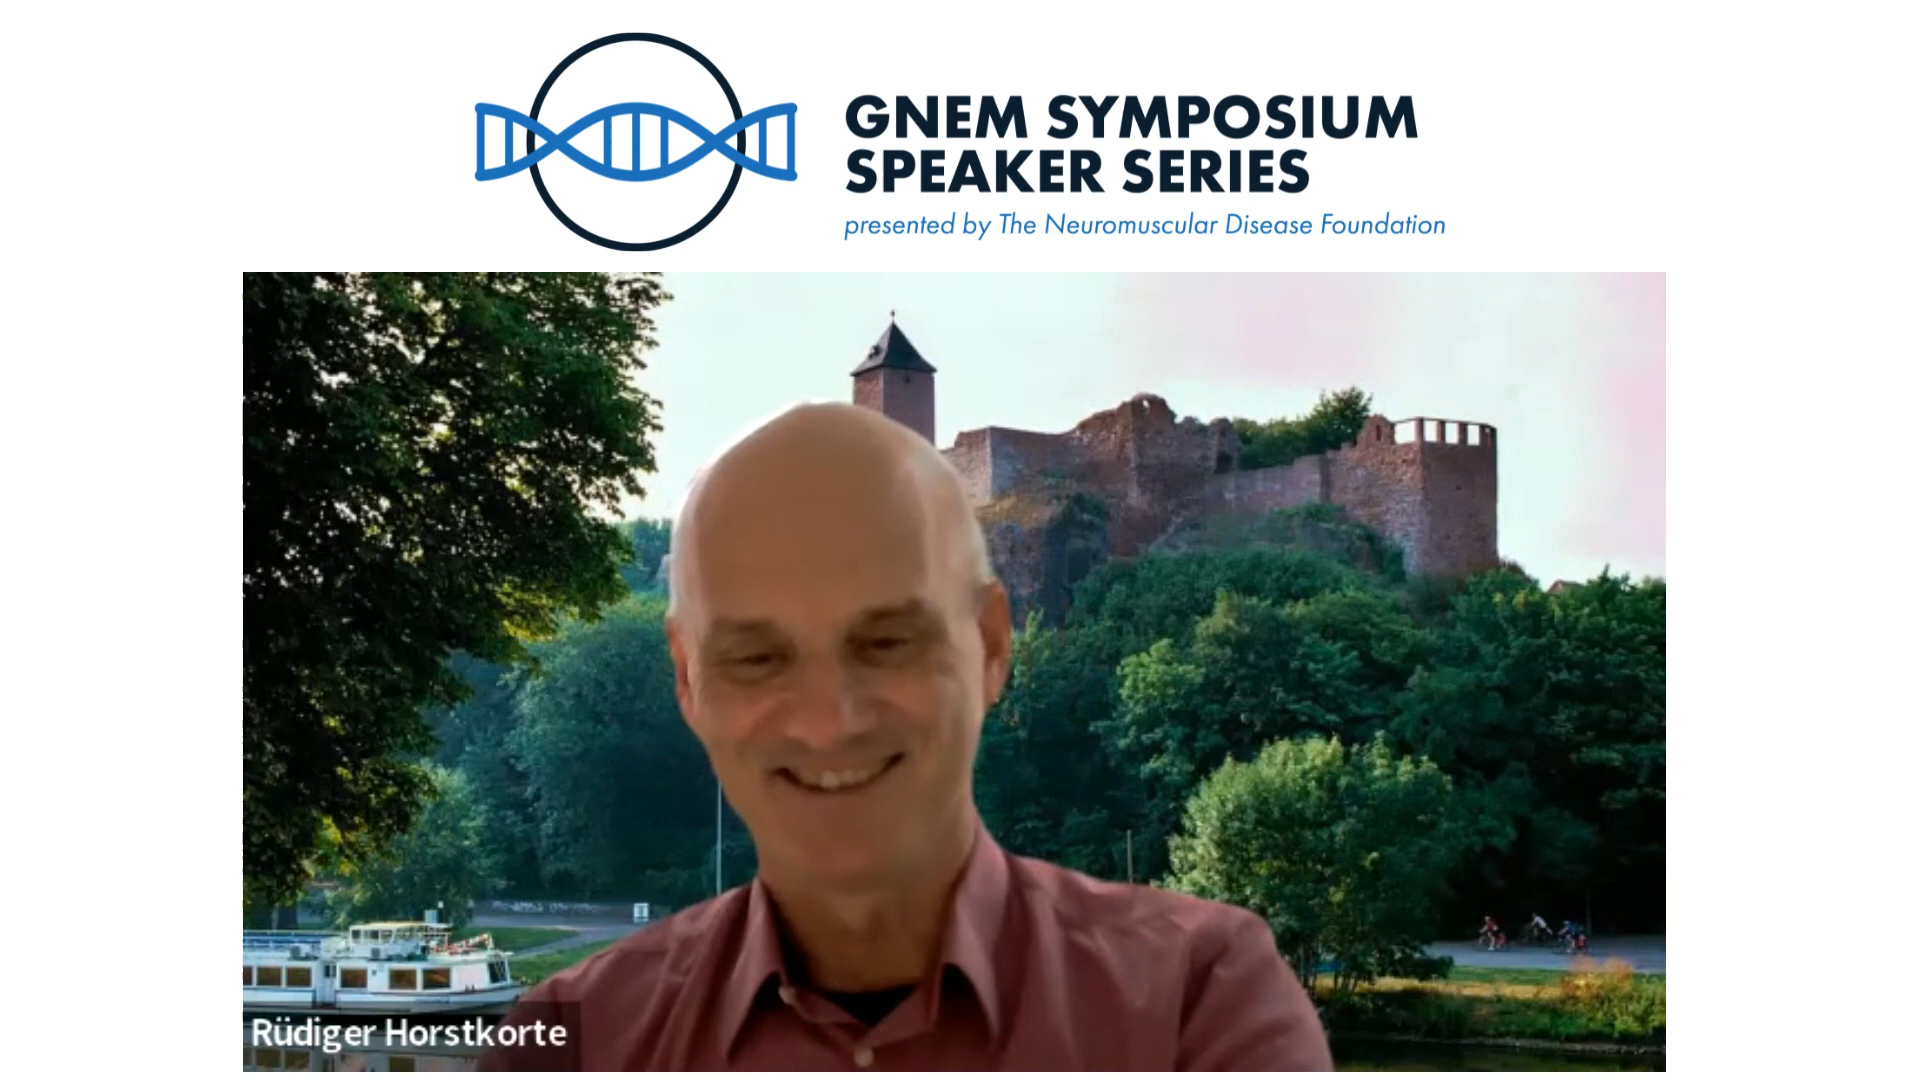 GNEM SYMPOSIUM
SPEAKER SERIES
presented by The Neuromuscular Disease Foundation
Rüdiger Horstkorte